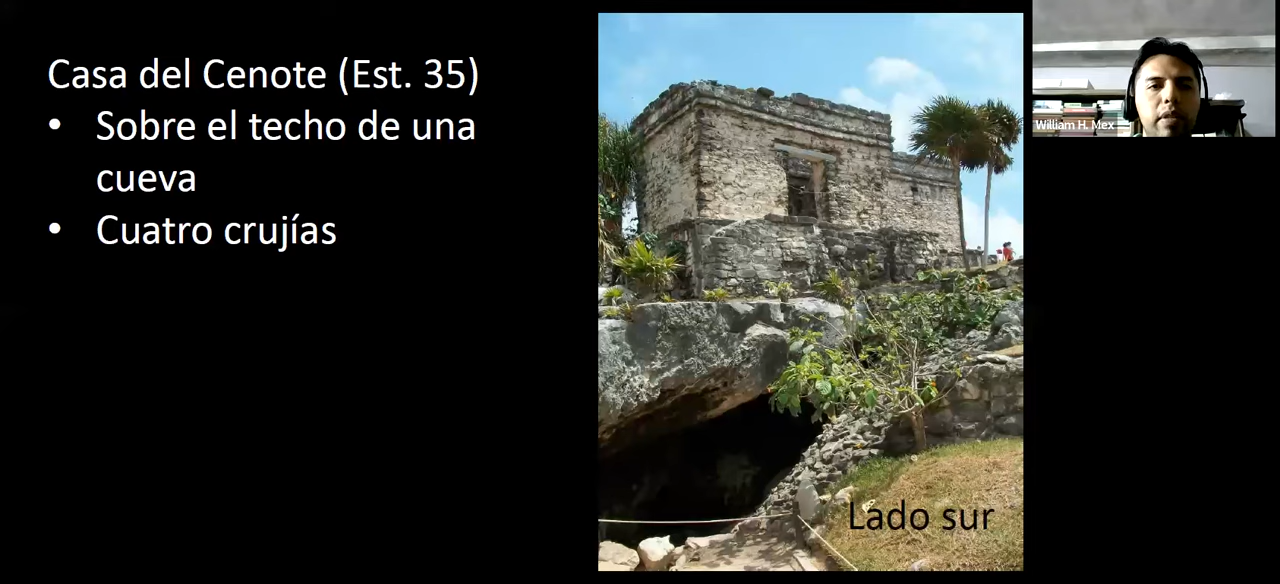 Casa del Cenote (Est. 35)
• Sobre el techo de una
cueva
• Cuatro crujías
Lado sur
William H. Mex